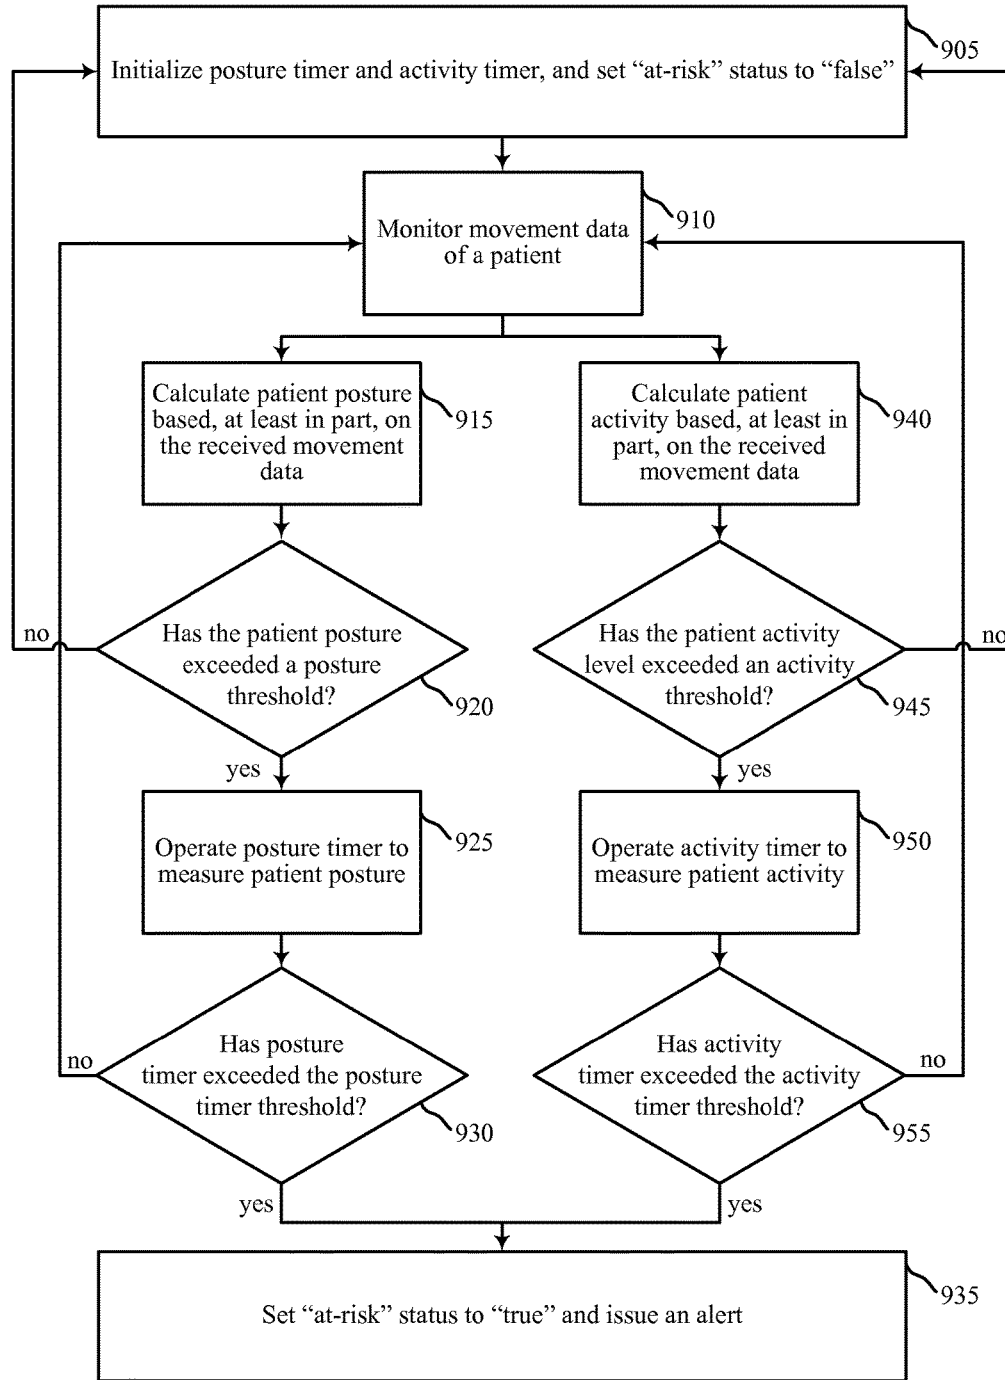 Initialize posture timer and activity timer, and set “at-risk” status to “false”
905
Monitor movement data
of a patient
910
Calculate patient posture
based, at least in part, on
the received movement
data
915
Calculate patient
activity based, at least in
part, on the received
movement data
940
no
Has the patient posture
exceeded a posture
threshold?
920
Has the patient activity
level exceeded an activity
threshold?
945
no
yes
yes
Operate posture timer to
measure patient posture
925
Operate activity timer to
measure patient activity
950
no
Has posture
timer exceeded the posture
timer threshold?
930
Has activity
timer exceeded the activity
timer threshold?
955
no
yes
yes
Set “at-risk” status to “true” and issue an alert
935